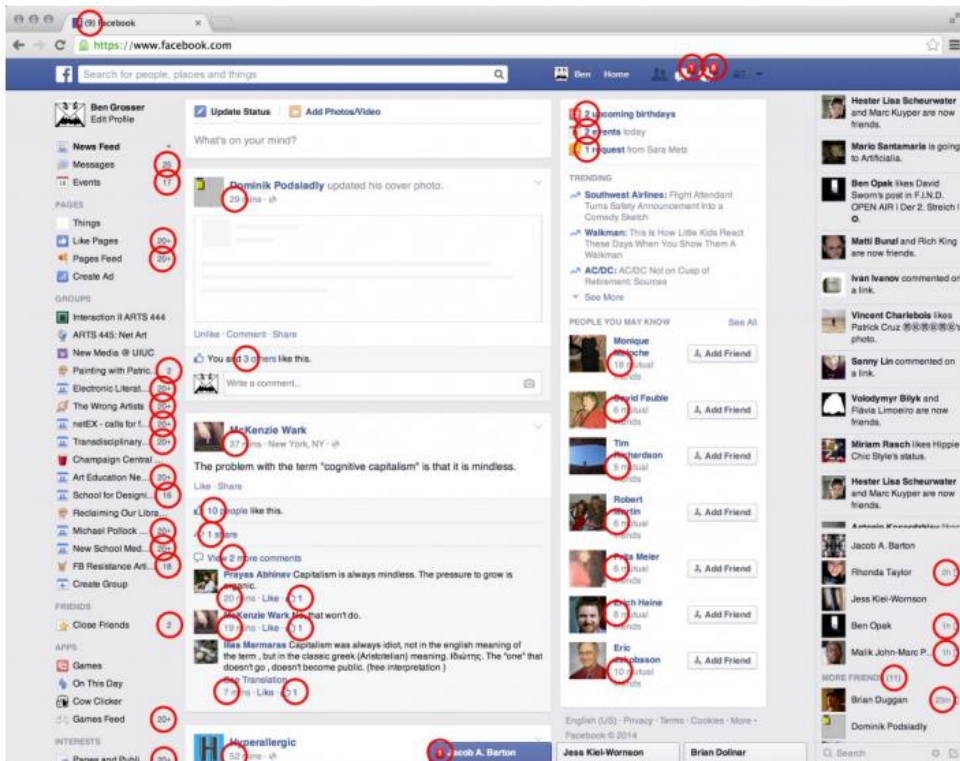 (9) Facebook
https://www.facebook.com
Search for people, places and things
Ben Home
Ben Grosser
Edit Profile
News Feed
Messages 25
Events 17
PAGES
Things
Like Pages 20+
Pages Feed 20+
Create Ad
GROUPS
Interaction II ARTS 444
ARTS 445: Net Art
New Media @ UIUC
Painting with Patric... 2
Electronic Literat... 20+
The Wrong Artists 20+
netEX - calls for f... 20+
Transdisciplinary... 20+
Champaign Central ...
Art Education Ne... 20+
School for Designi... 16
Reclaiming Our Libra...
Michael Pollock ... 20+
New School Med... 20+
FB Resistance Arti... 19
Create Group
FRIENDS
Close Friends 2
APPS
Games
On This Day
Cow Clicker
Games Feed 20+
INTERESTS
Pages and Publi... 20+
Update Status Add Photos/Video
What's on your mind?
Dominik Podsiadly updated his cover photo.
29 mins
Unlike · Comment · Share
You and 3 others like this.
Write a comment...
McKenzie Wark
37 mins · New York, NY
The problem with the term "cognitive capitalism" is that it is mindless.
Like · Share
10 people like this.
1 share
View 2 more comments
Prayas Abhinav Capitalism is always mindless. The pressure to grow is
organic.
20 mins · Like · 1
McKenzie Wark No, that won't do.
19 mins · Like · 1
Ilias Marmaras Capitalism was always idiot, not in the english meaning of
the term , but in the classic greek (Aristotelian) meaning. Ιδιώτης. The "one" that
doesn't go , doesn't become public. (free interpretation )
See Translation
7 mins · Like · 1
Hyperallergic
52 mins
2 upcoming birthdays
2 events today
1 request from Sara Metz
TRENDING
Southwest Airlines: Flight Attendant
Turns Safety Announcement Into a
Comedy Sketch
Walkman: This Is How Little Kids React
These Days When You Show Them A
Walkman
AC/DC: AC/DC Not on Cusp of
Retirement: Sources
See More
PEOPLE YOU MAY KNOW See All
Monique
Meloche
18 mutual
friends
Add Friend
David Fauble
6 mutual
friends
Add Friend
Tim
Richardson
5 mutual
friends
Add Friend
Robert
Martin
6 mutual
friends
Add Friend
Frits Meier
6 mutual
friends
Add Friend
Erich Heine
8 mutual
friends
Add Friend
Eric
Jakobsson
10 mutual
friends
Add Friend
English (US) · Privacy · Terms · Cookies · More
Facebook © 2014
Jacob A. Barton
Jess Kiel-Wornson
Brian Dolinar
Hester Lisa Scheurwater
and Marc Kuyper are now
friends.
Mario Santamaria is going
to Artificialia.
Ben Opsk likes David
Sworn's post in F.I.N.D.
OPEN AIR I Der 2. Streich I
Matti Bunzl and Rich King
are now friends.
Ivan Ivanov commented on
a link.
Vincent Charlebois likes
Patrick Cruz
photo.
Sanny Lin commented on
a link.
Volodymyr Bilyk and
Flávia Limoeiro are now
friends.
Miriam Rasch likes Hippie
Chic Style's status.
Hester Lisa Scheurwater
and Marc Kuyper are now
friends.
Jacob A. Barton
Rhonda Taylor 2h
Jess Kiel-Wornson
Ben Opsk 1h
Malik John-Marc P... 1h
MORE FRIENDS (11)
Brian Duggan 23m
Dominik Podsiadly
Search